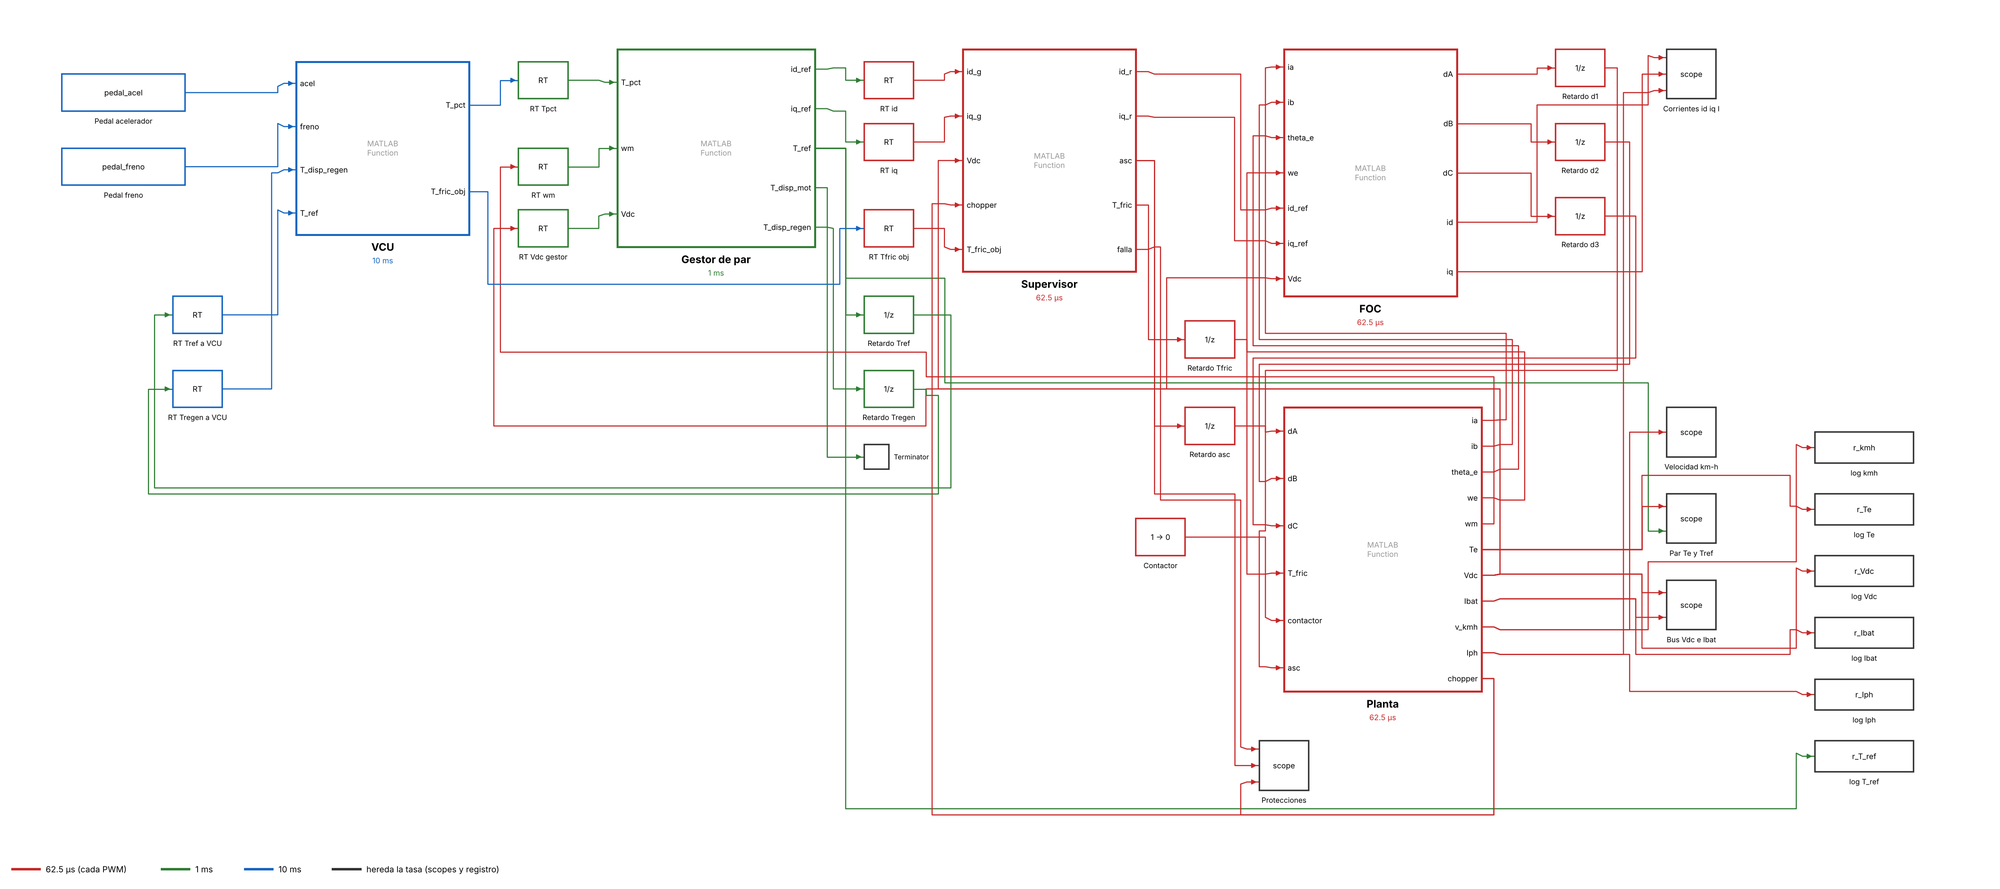 pedal_acel
Pedal acelerador
pedal_freno
Pedal freno
acel
freno
T_disp_regen
T_ref
MATLAB
Function
T_pct
T_fric_obj
VCU
10 ms
RT
RT Tref a VCU
RT
RT Tregen a VCU
RT
RT Tpct
RT
RT wm
RT
RT Vdc gestor
T_pct
wm
Vdc
MATLAB
Function
id_ref
iq_ref
T_ref
T_disp_mot
T_disp_regen
Gestor de par
1 ms
RT
RT id
RT
RT iq
RT
RT Tfric obj
1/z
Retardo Tref
1/z
Retardo Tregen
Terminator
id_g
iq_g
Vdc
chopper
T_fric_obj
MATLAB
Function
id_r
iq_r
asc
T_fric
falla
Supervisor
62.5 µs
1/z
Retardo Tfric
1/z
Retardo asc
1 → 0
Contactor
ia
ib
theta_e
we
id_ref
iq_ref
Vdc
MATLAB
Function
dA
dB
dC
id
iq
FOC
62.5 µs
1/z
Retardo d1
1/z
Retardo d2
1/z
Retardo d3
scope
Corrientes id iq I
dA
dB
dC
T_fric
contactor
asc
MATLAB
Function
ia
ib
theta_e
we
wm
Te
Vdc
Ibat
v_kmh
Iph
chopper
Planta
62.5 µs
scope
Protecciones
scope
Velocidad km-h
scope
Par Te y Tref
scope
Bus Vdc e Ibat
r_kmh
log kmh
r_Te
log Te
r_Vdc
log Vdc
r_Ibat
log Ibat
r_Iph
log Iph
r_T_ref
log T_ref
62.5 µs (cada PWM)
1 ms
10 ms
hereda la tasa (scopes y registro)